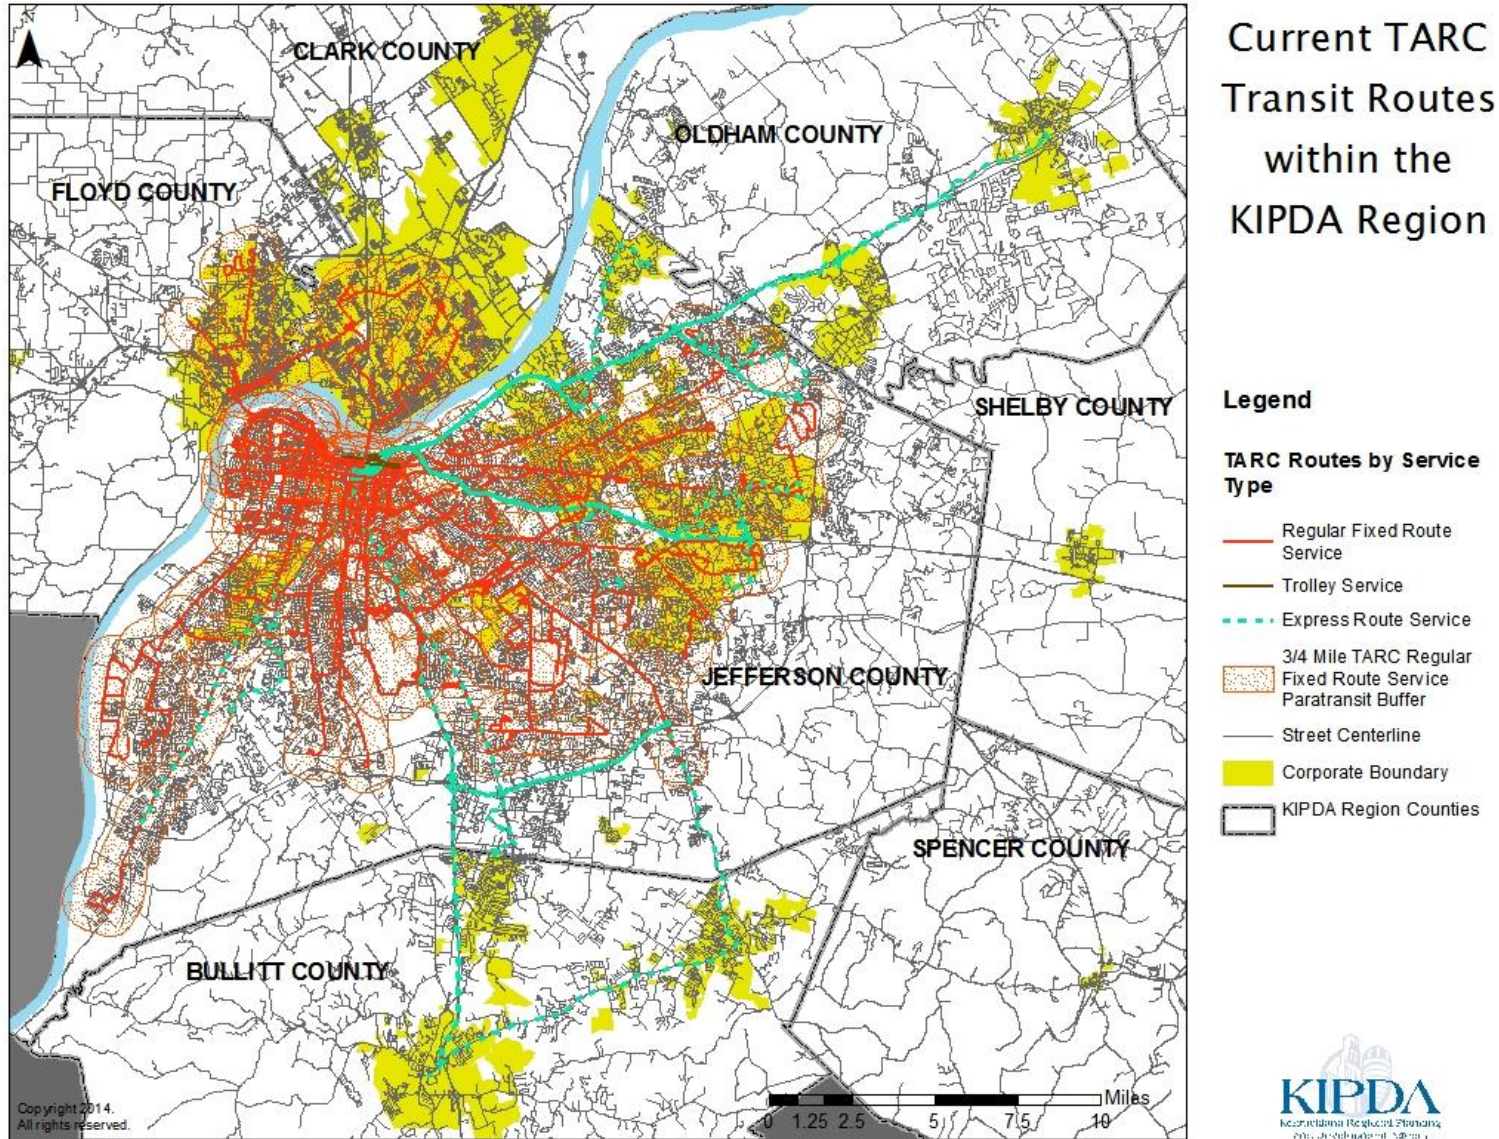 Current TARC
Transit Routes
within the
KIPDA Region
N
CLARK COUNTY
OLDHAM COUNTY
FLOYD COUNTY
SHELBY COUNTY
JEFFERSON COUNTY
SPENCER COUNTY
BULLITT COUNTY
Legend
TARC Routes by Service
Type
Regular Fixed Route
Service
Trolley Service
Express Route Service
3/4 Mile TARC Regular
Fixed Route Service
Paratransit Buffer
Street Centerline
Corporate Boundary
KIPDA Region Counties
Miles
0 1.25 2.5 5 7.5 10
Copyright 2014.
All rights reserved.
KIPDA